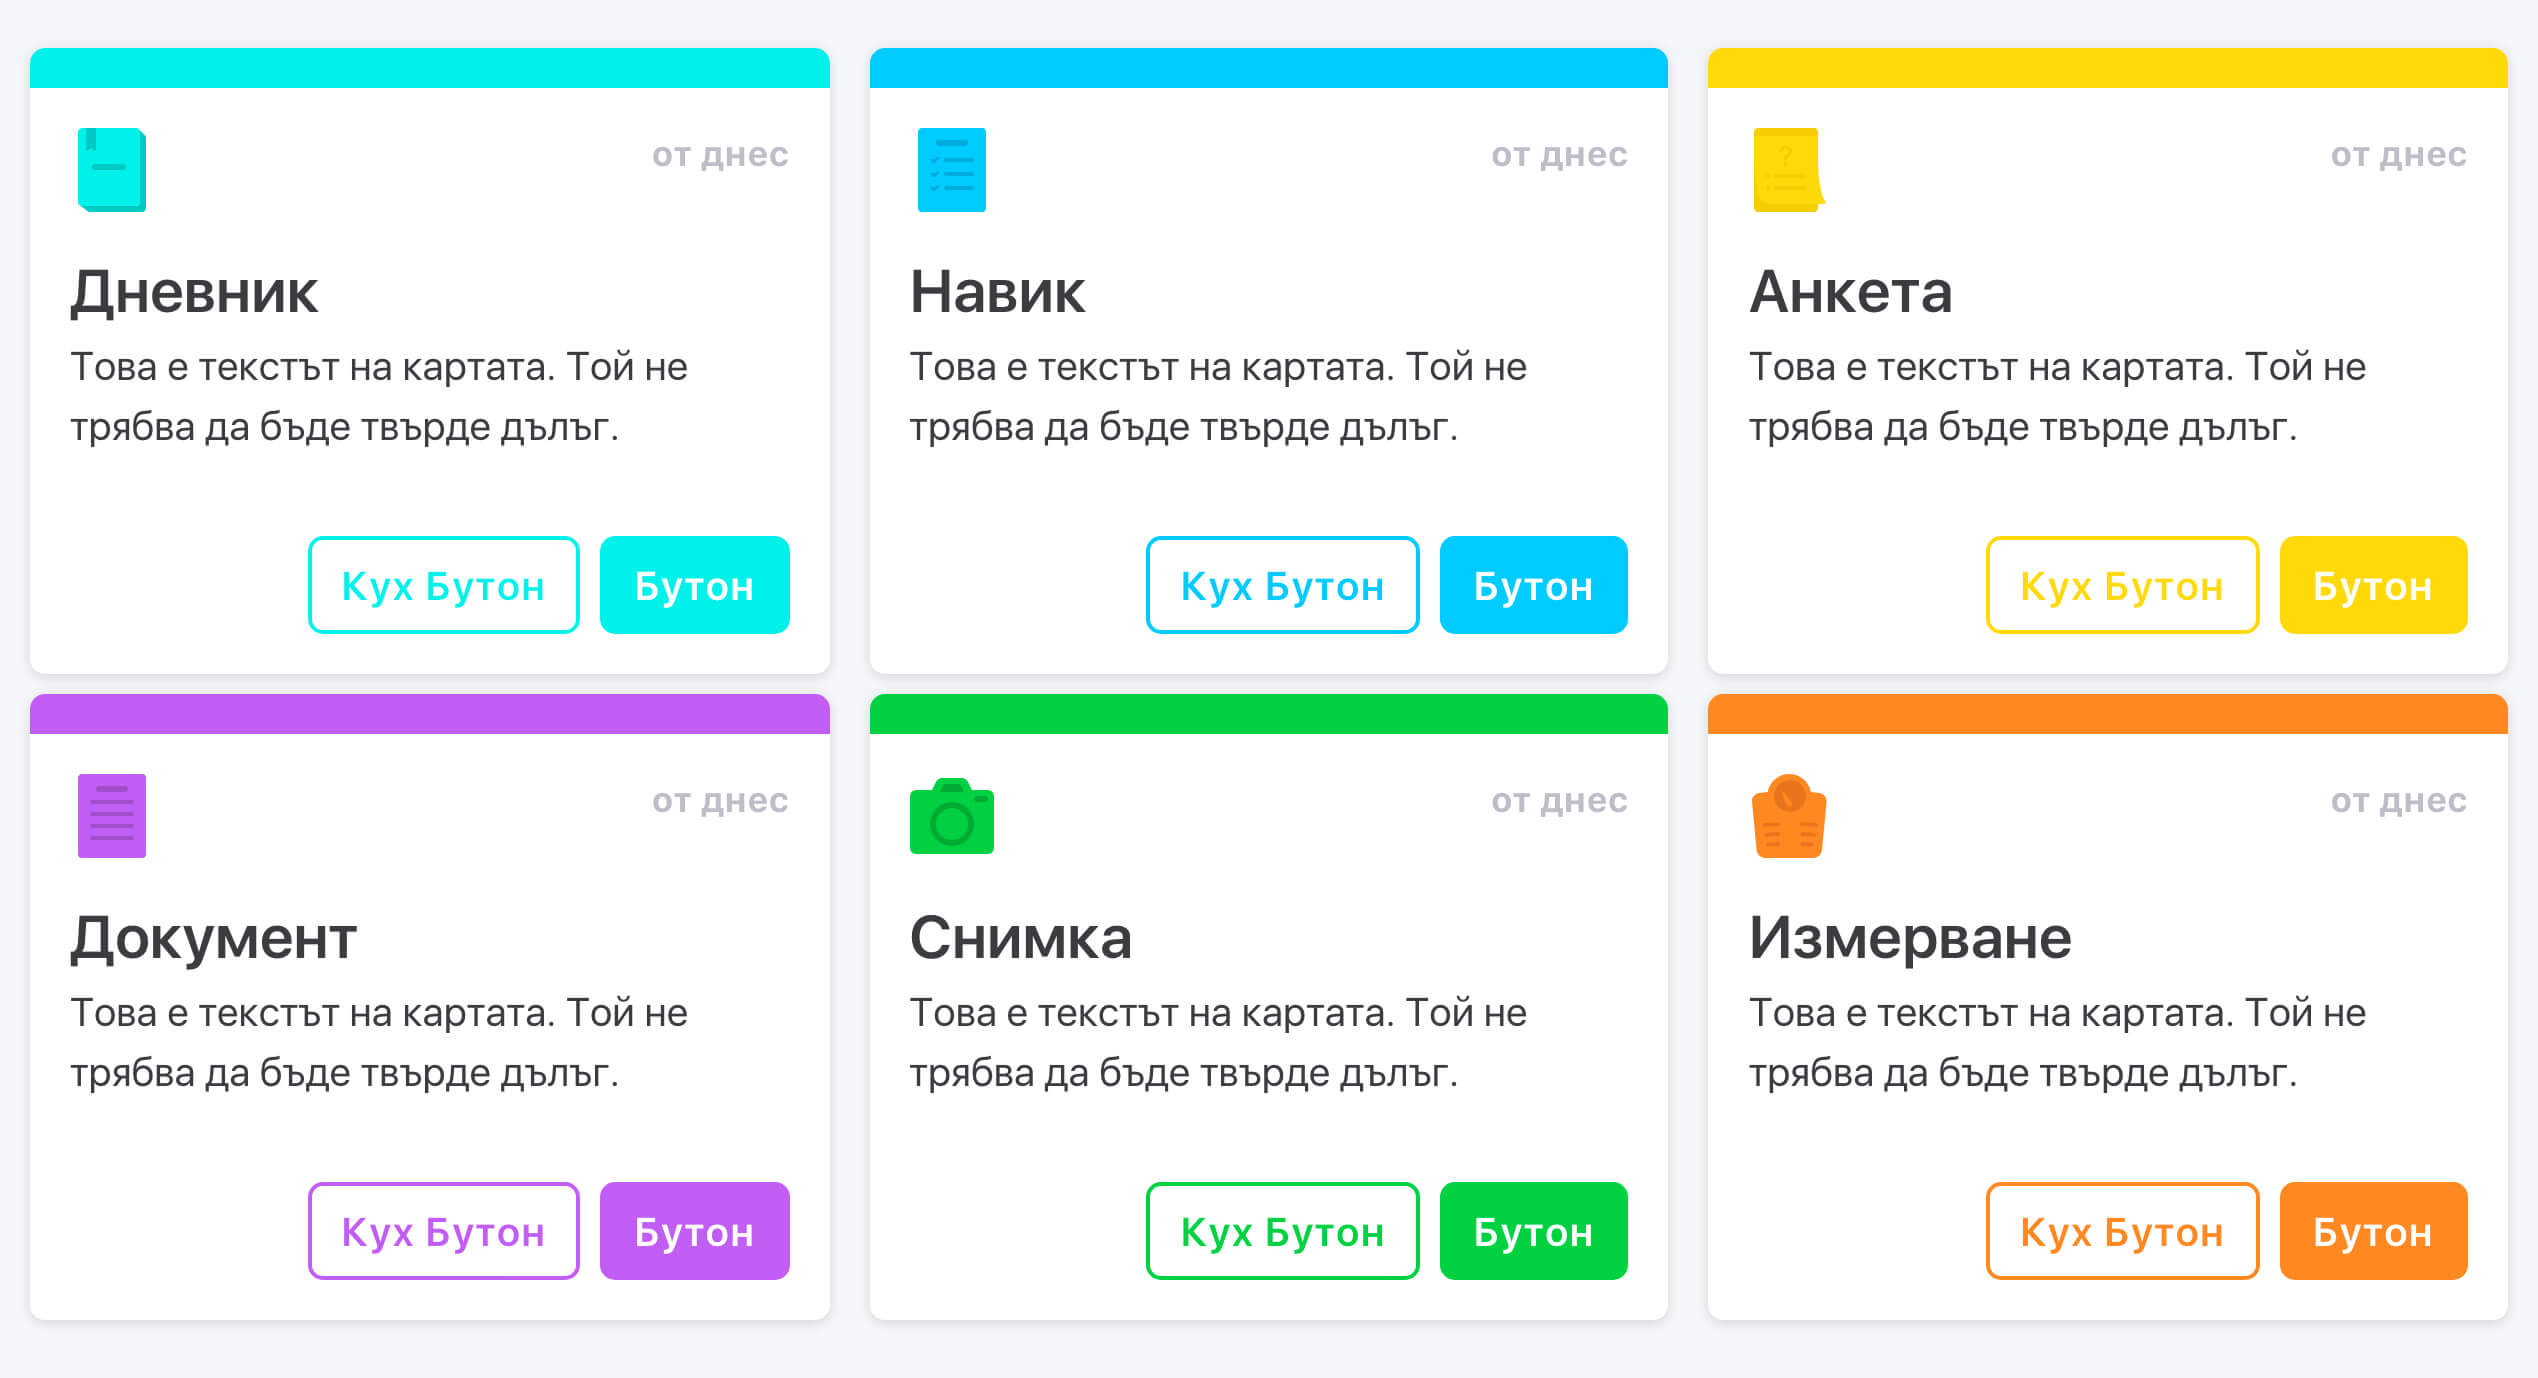 от днес
Дневник
Това е текстът на картата. Той не
трябва да бъде твърде дълъг.
Кух Бутон
Бутон
от днес
Навик
Това е текстът на картата. Той не
трябва да бъде твърде дълъг.
Кух Бутон
Бутон
?
от днес
Анкета
Това е текстът на картата. Той не
трябва да бъде твърде дълъг.
Кух Бутон
Бутон
от днес
Документ
Това е текстът на картата. Той не
трябва да бъде твърде дълъг.
Кух Бутон
Бутон
от днес
Снимка
Това е текстът на картата. Той не
трябва да бъде твърде дълъг.
Кух Бутон
Бутон
от днес
Измерване
Това е текстът на картата. Той не
трябва да бъде твърде дълъг.
Кух Бутон
Бутон